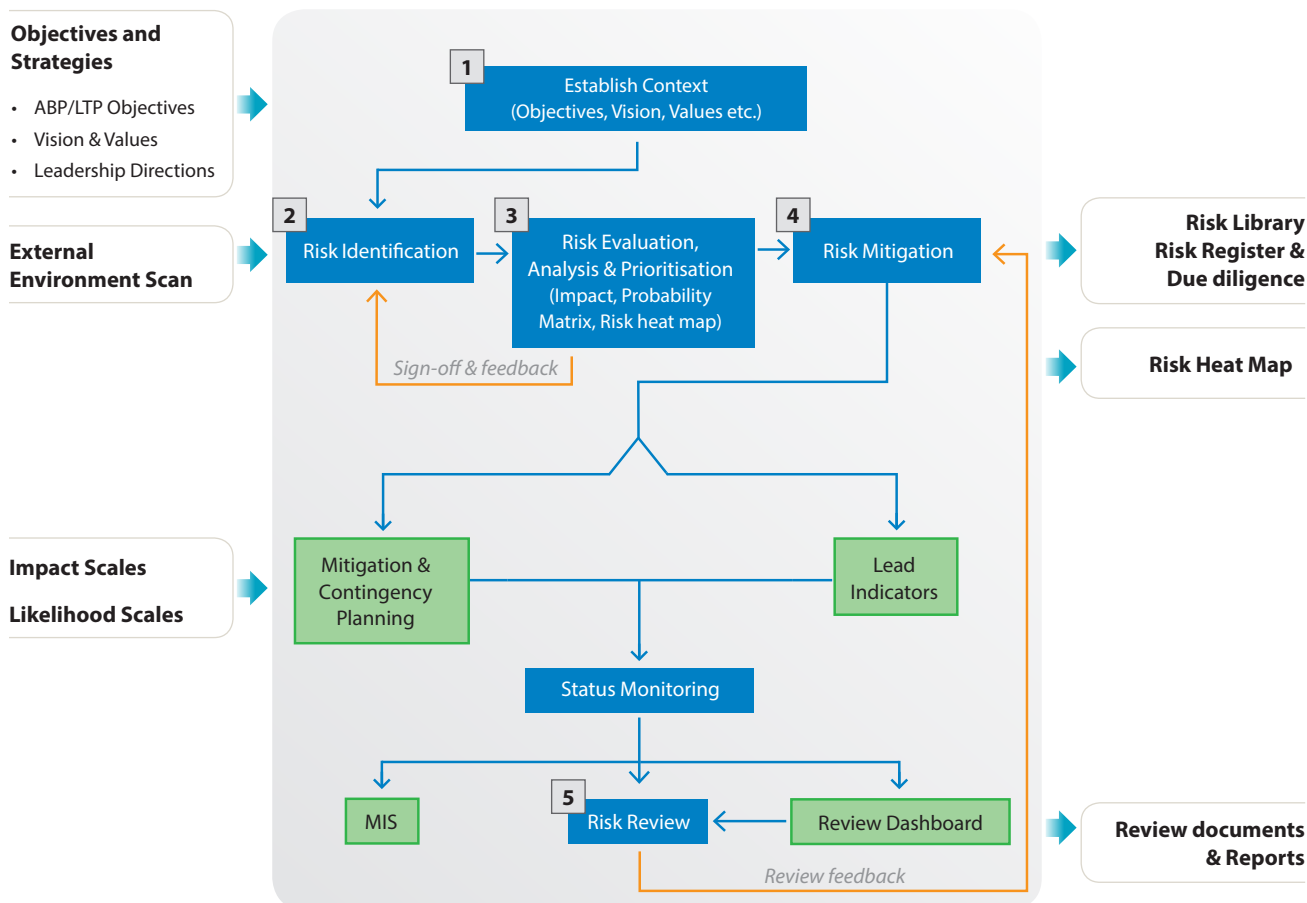 Objectives and
Strategies
• ABP/LTP Objectives
• Vision & Values
• Leadership Directions
1
Establish Context
(Objectives, Vision, Values etc.)
External
Environment Scan
2
Risk Identification
3
Risk Evaluation,
Analysis & Prioritisation
(Impact, Probability
Matrix, Risk heat map)
4
Risk Mitigation
Sign-off & feedback
Risk Library
Risk Register &
Due diligence
Risk Heat Map
Impact Scales
Likelihood Scales
Mitigation &
Contingency
Planning
Lead
Indicators
Status Monitoring
MIS
5
Risk Review
Review Dashboard
Review feedback
Review documents
& Reports